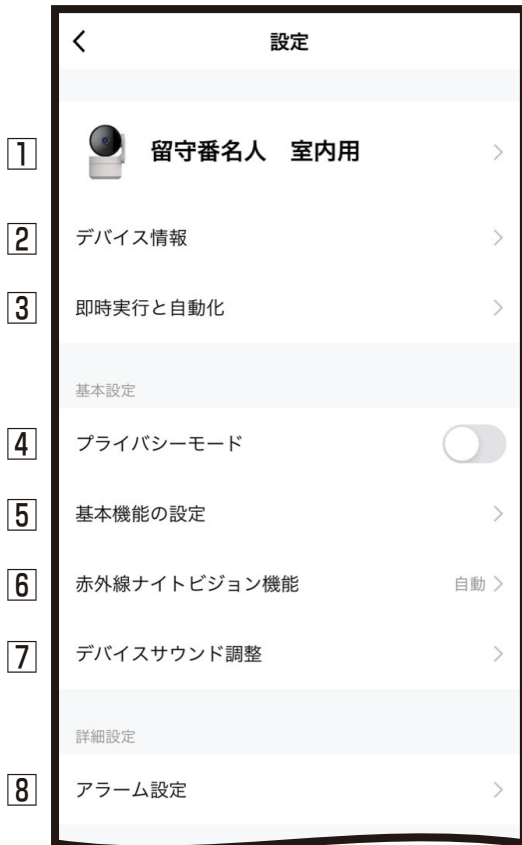 設定
1 留守番名人　室内用
2 デバイス情報
3 即時実行と自動化
基本設定
4 プライバシーモード
5 基本機能の設定
6 赤外線ナイトビジョン機能 自動
7 デバイスサウンド調整
詳細設定
8 アラーム設定